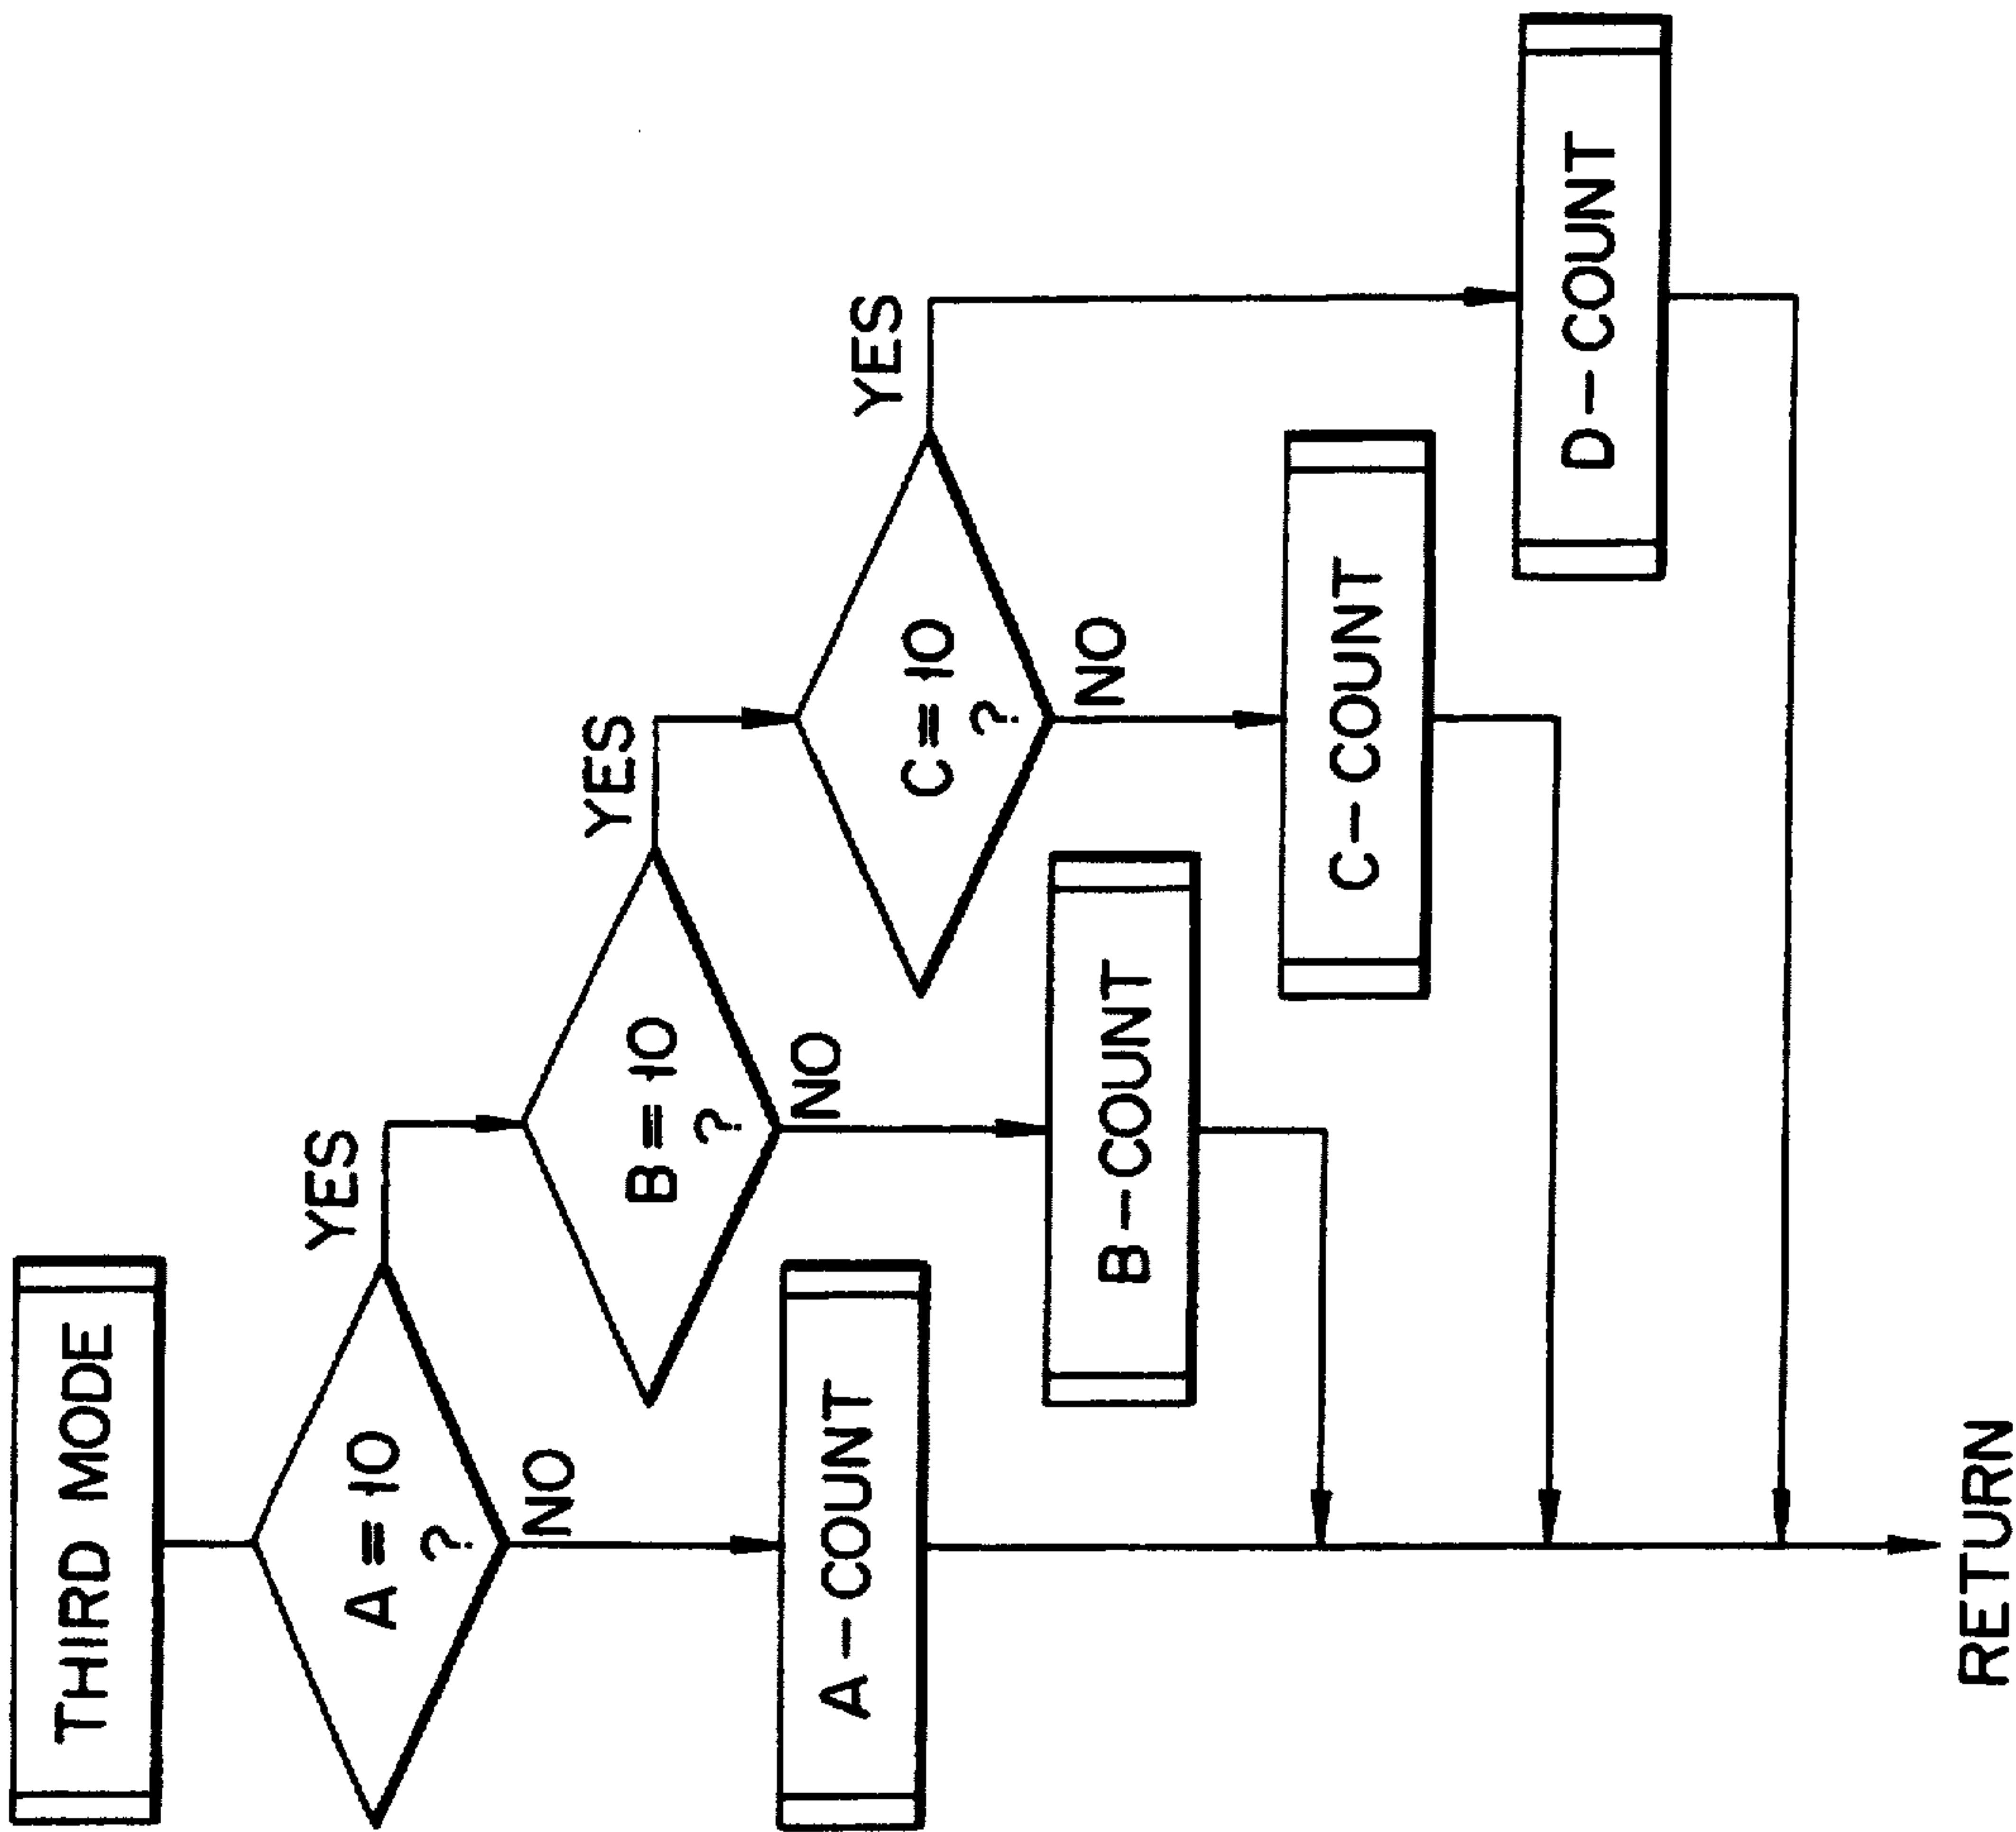 THIRD MODE
A=10
?
YES
NO
B=10
?
YES
NO
C=10
?
YES
NO
A-COUNT
B-COUNT
C-COUNT
D-COUNT
RETURN